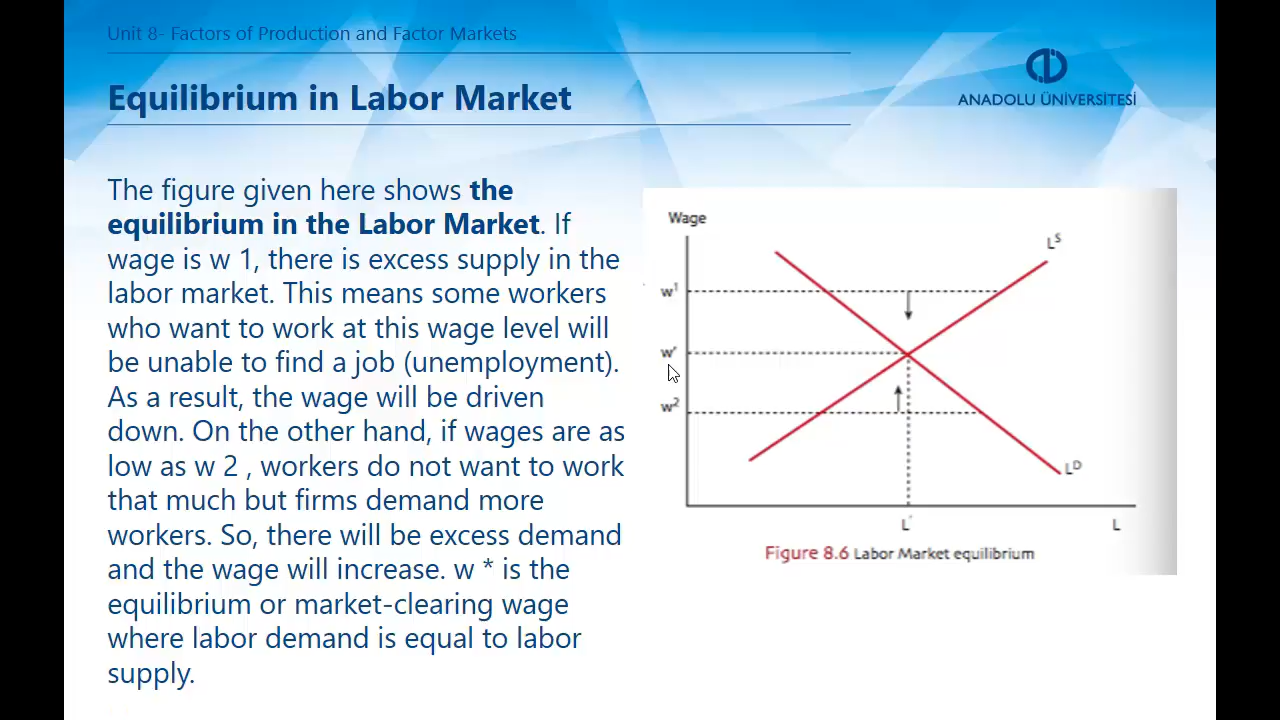 Unit 8- Factors of Production and Factor Markets
Equilibrium in Labor Market
ANADOLU ÜNİVERSİTESİ
The figure given here shows the
equilibrium in the Labor Market. If
wage is w 1, there is excess supply in the
labor market. This means some workers
who want to work at this wage level will
be unable to find a job (unemployment).
As a result, the wage will be driven
down. On the other hand, if wages are as
low as w 2 , workers do not want to work
that much but firms demand more
workers. So, there will be excess demand
and the wage will increase. w * is the
equilibrium or market-clearing wage
where labor demand is equal to labor
supply.
Wage
Lˢ
w¹
w*
w²
Lᴰ
L*
L
Figure 8.6 Labor Market equilibrium